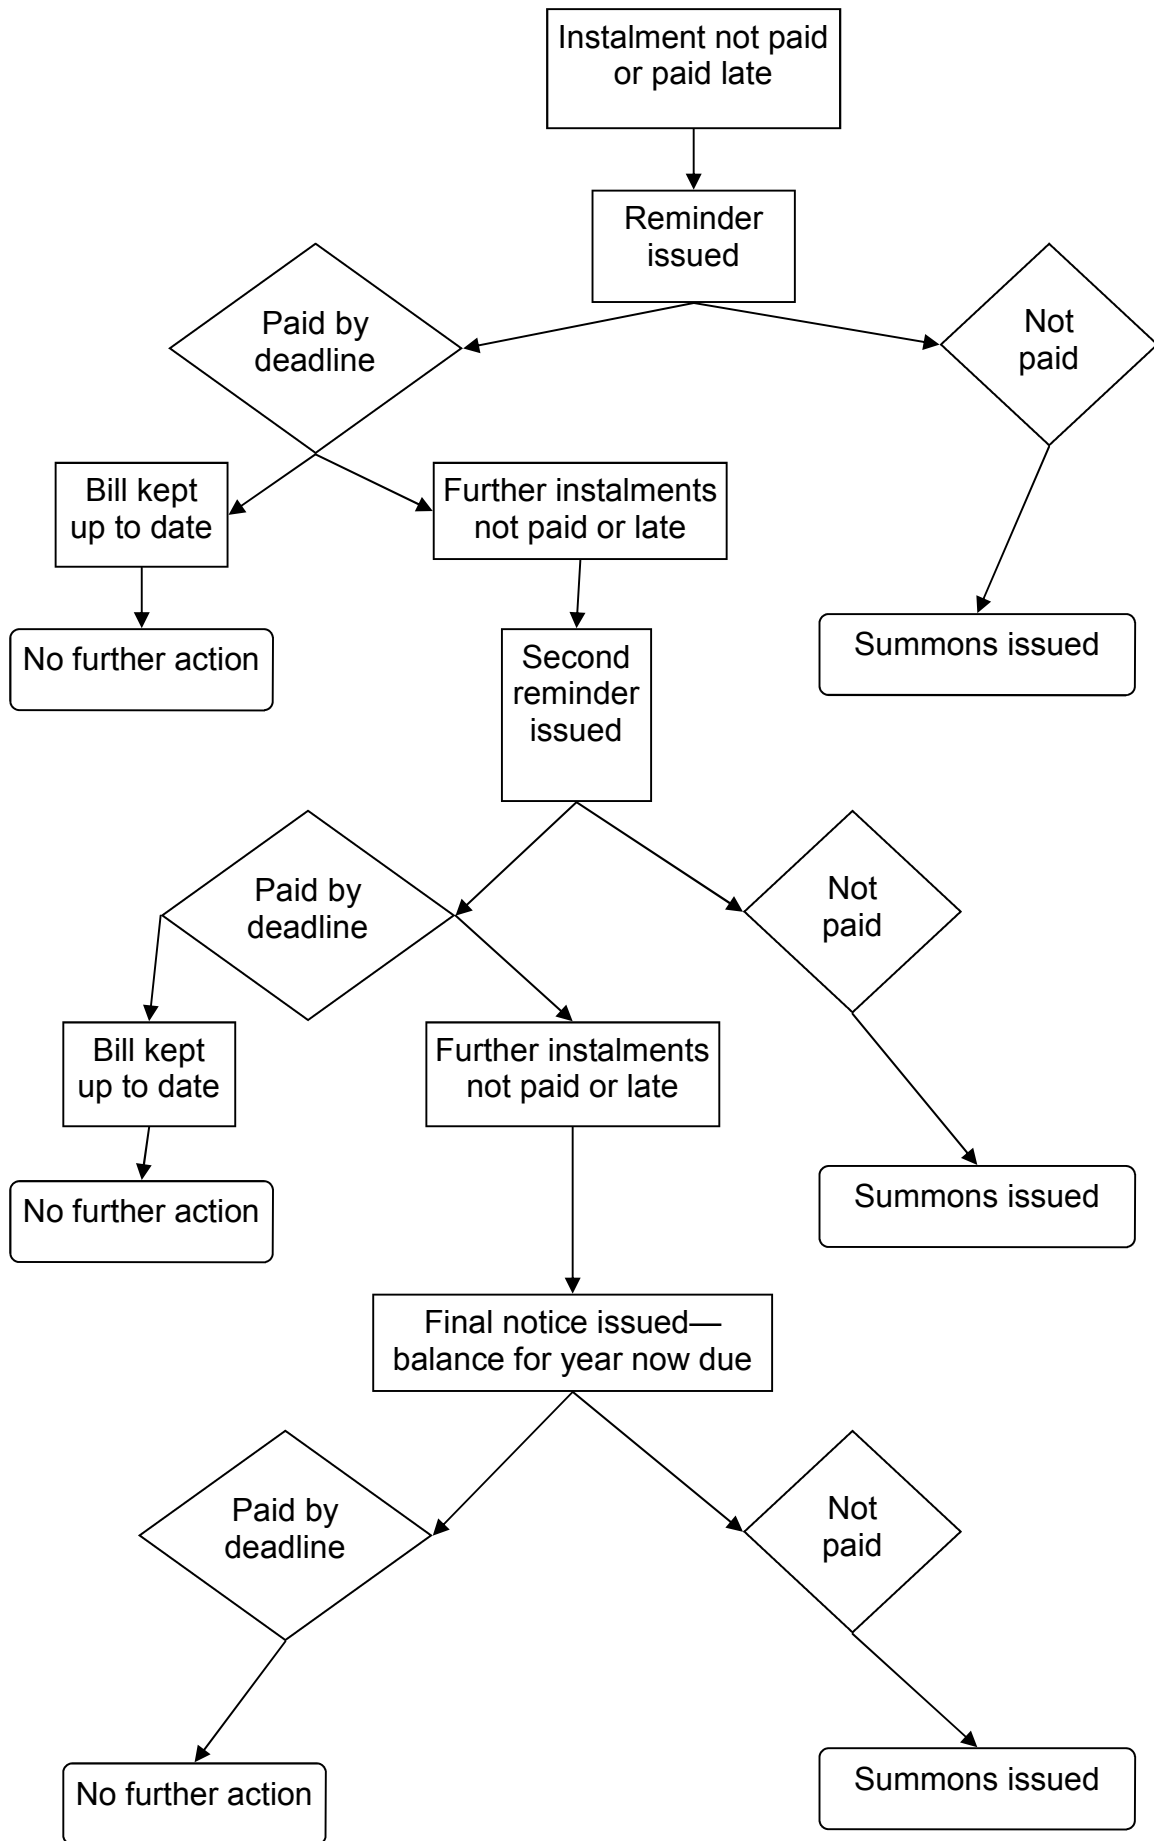 Instalment not paid
or paid late
Reminder
issued
Paid by
deadline
Not
paid
Bill kept
up to date
Further instalments
not paid or late
No further action
Second
reminder
issued
Summons issued
Paid by
deadline
Not
paid
Bill kept
up to date
Further instalments
not paid or late
No further action
Summons issued
Final notice issued—
balance for year now due
Paid by
deadline
Not
paid
No further action
Summons issued